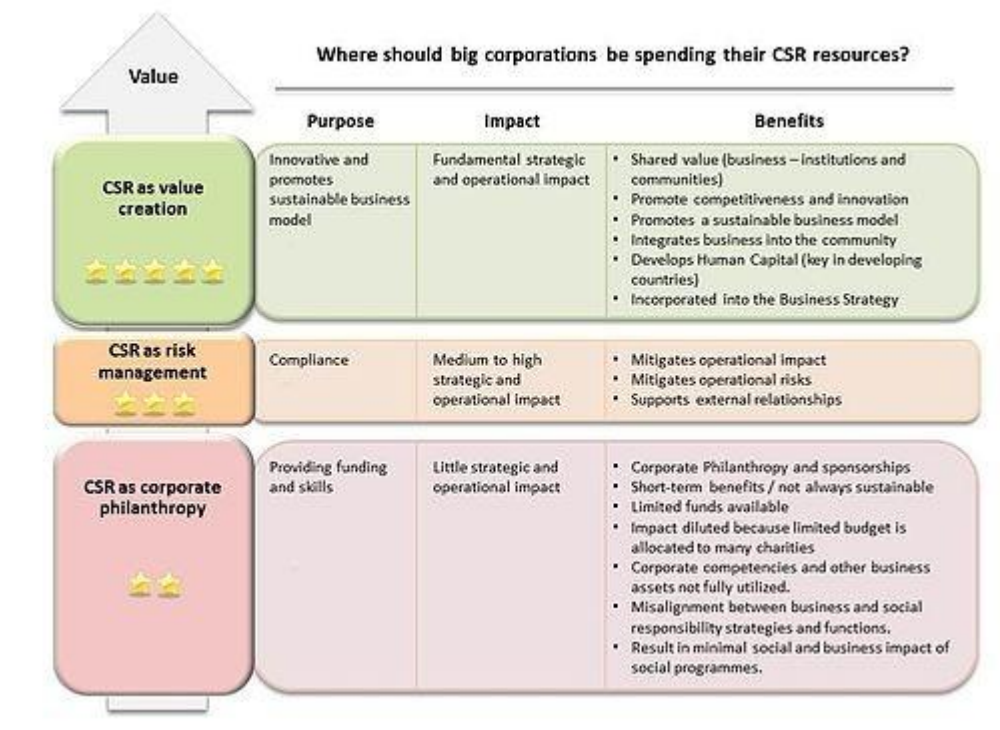 Where should big corporations be spending their CSR resources?
Value
Purpose
Impact
Benefits
CSR as value
creation
Innovative and
promotes
sustainable business
model
Fundamental strategic
and operational impact
• Shared value (business – institutions and
communities)
• Promote competitiveness and innovation
• Promotes a sustainable business model
• Integrates business into the community
• Develops Human Capital (key in developing
countries)
• Incorporated into the Business Strategy
CSR as risk
management
Compliance
Medium to high
strategic and
operational impact
• Mitigates operational impact
• Mitigates operational risks
• Supports external relationships
CSR as corporate
philanthropy
Providing funding
and skills
Little strategic and
operational impact
• Corporate Philanthropy and sponsorships
• Short-term benefits / not always sustainable
• Limited funds available
• Impact diluted because limited budget is
allocated to many charities
• Corporate competencies and other business
assets not fully utilized.
• Misalignment between business and social
responsibility strategies and functions.
• Result in minimal social and business impact of
social programmes.